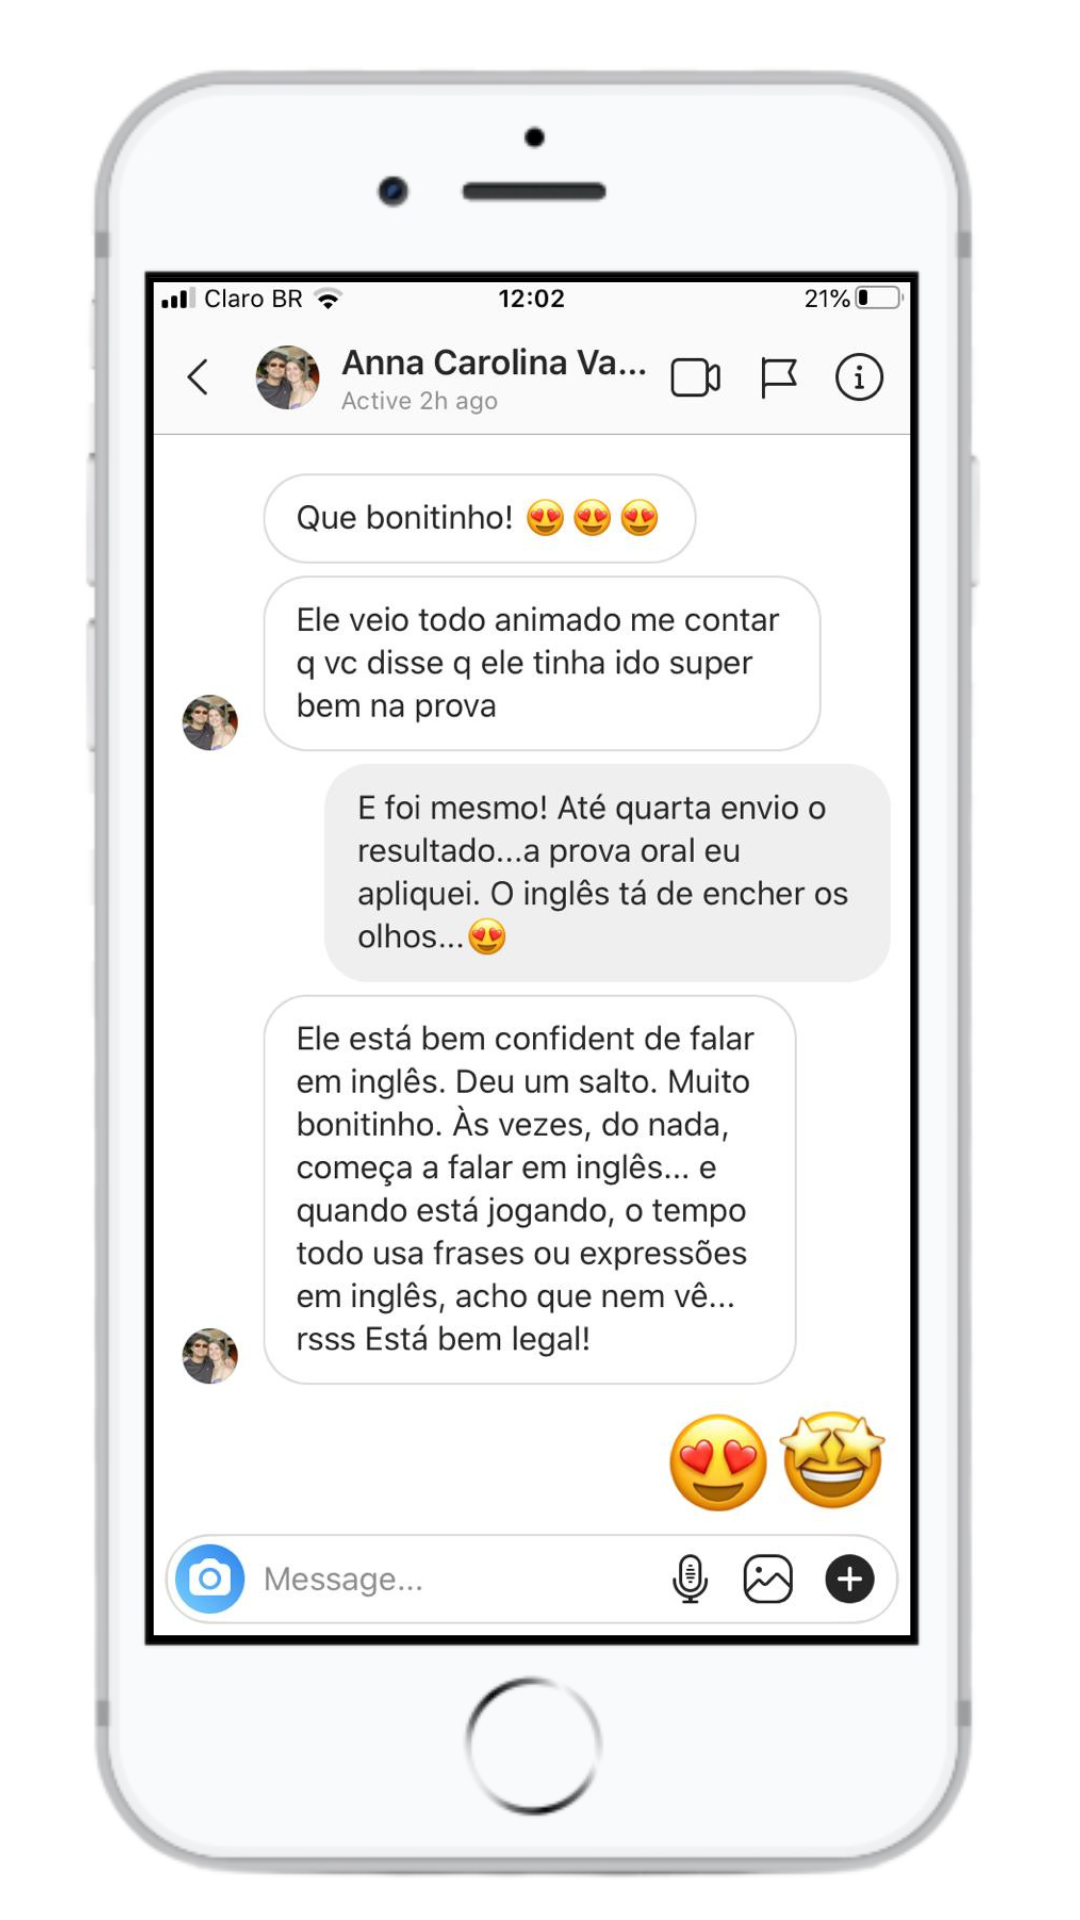 Claro BR 12:02 21%
Anna Carolina Va...
Active 2h ago
Que bonitinho! 😍😍😍
Ele veio todo animado me contar
q vc disse q ele tinha ido super
bem na prova
E foi mesmo! Até quarta envio o
resultado...a prova oral eu
apliquei. O inglês tá de encher os
olhos...😍
Ele está bem confident de falar
em inglês. Deu um salto. Muito
bonitinho. Às vezes, do nada,
começa a falar em inglês... e
quando está jogando, o tempo
todo usa frases ou expressões
em inglês, acho que nem vê...
rsss Está bem legal!
😍🤩
Message...